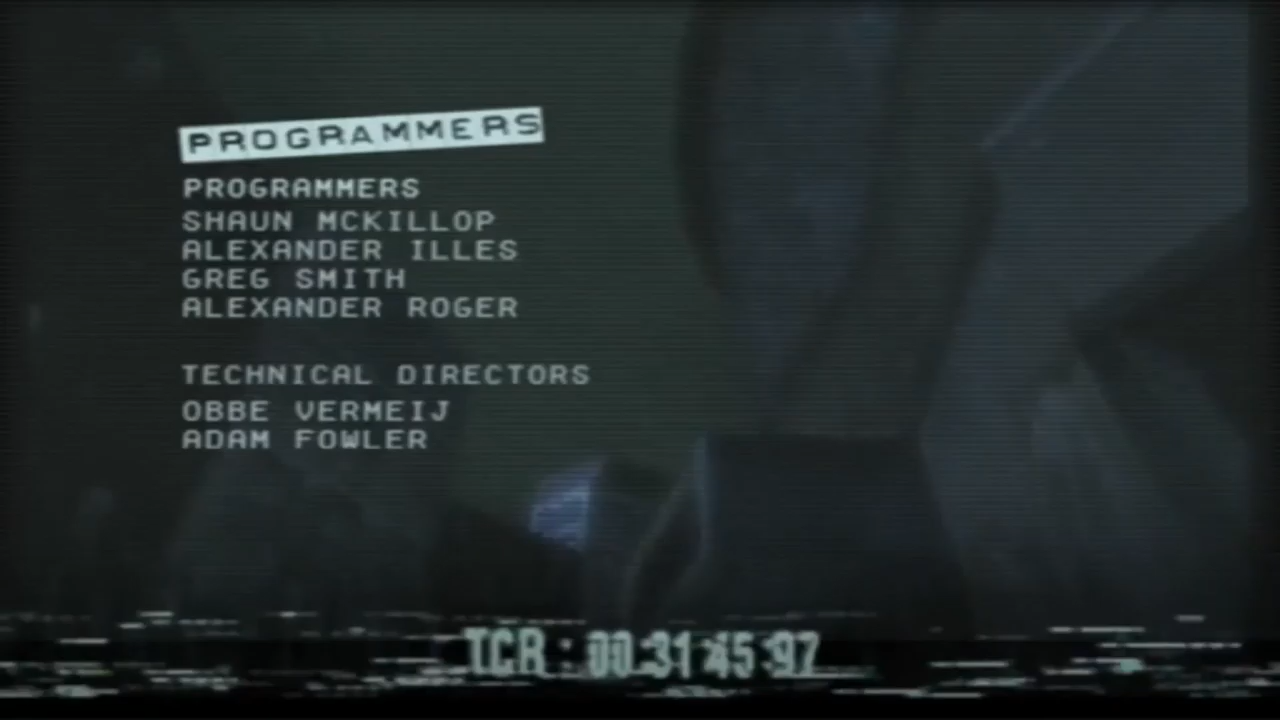 PROGRAMMERS
PROGRAMMERS
SHAUN MCKILLOP
ALEXANDER ILLES
GREG SMITH
ALEXANDER ROGER
TECHNICAL DIRECTORS
OBBE VERMEIJ
ADAM FOWLER
TCR : 00:31:45:97